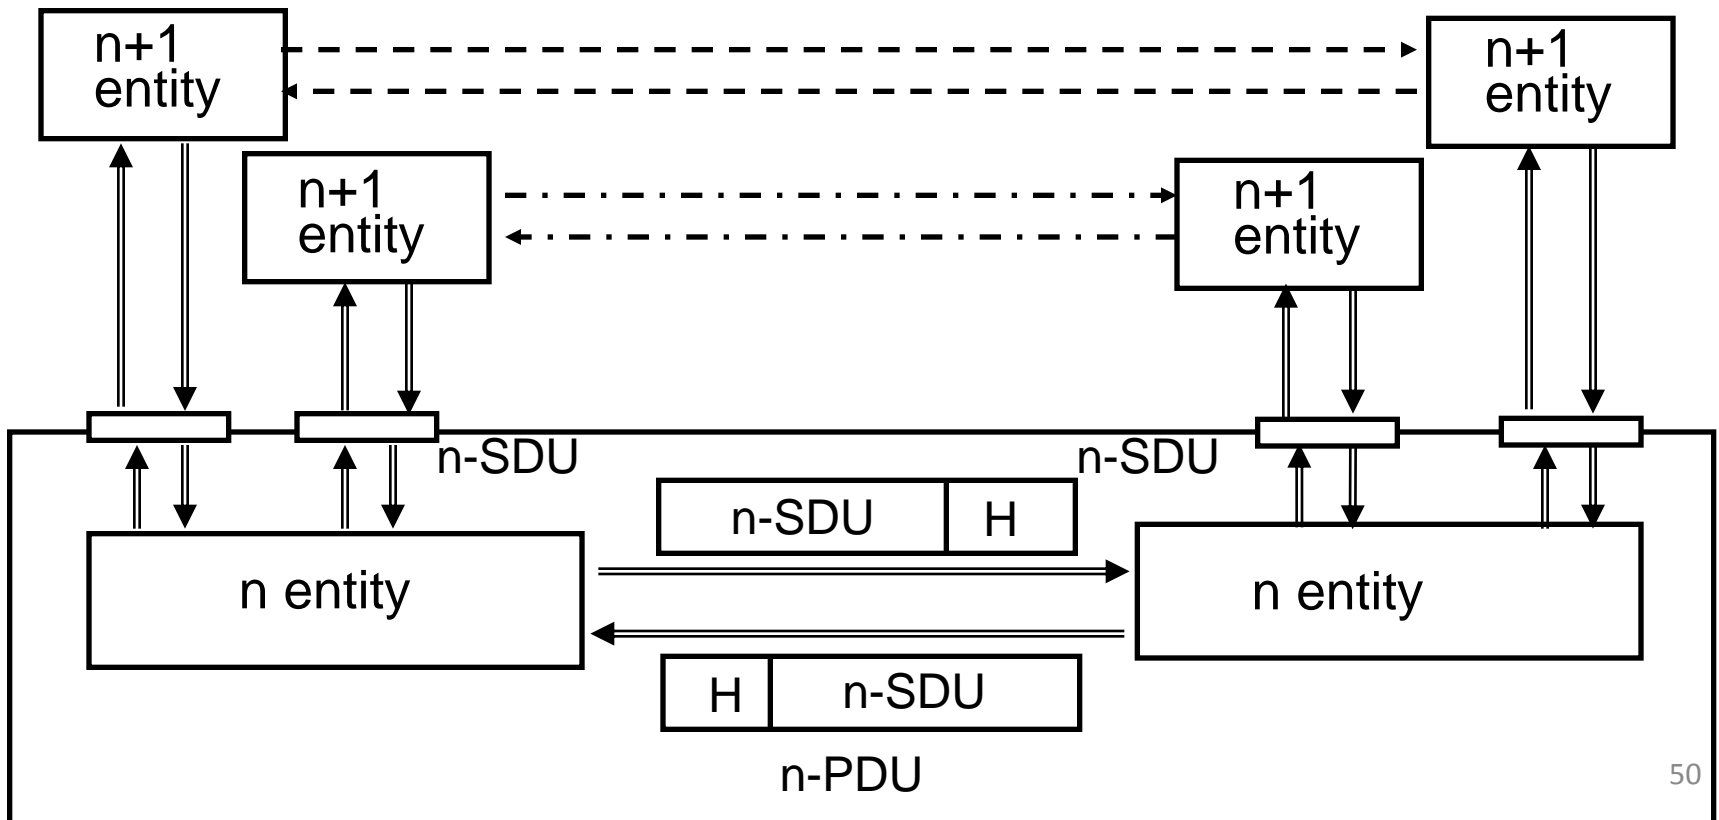 n+1
entity
n+1
entity
n+1
entity
n+1
entity
n-SDU
n-SDU
n-SDU H
n entity
n entity
H n-SDU
n-PDU
50